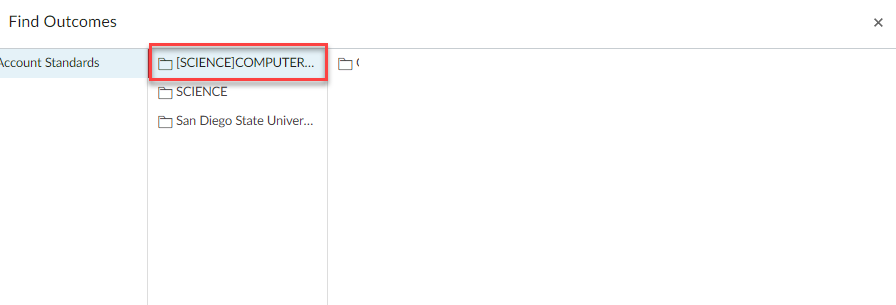 Find Outcomes
Account Standards
[SCIENCE]COMPUTER...
SCIENCE
San Diego State Univer...